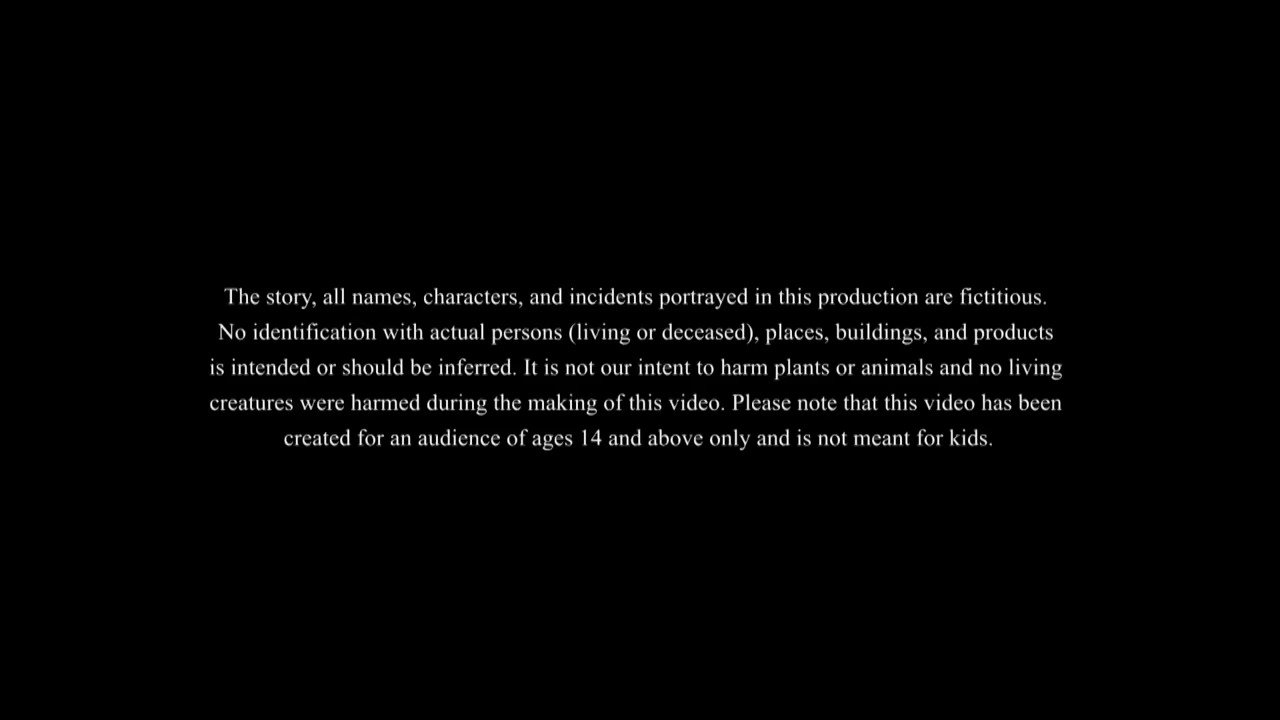 The story, all names, characters, and incidents portrayed in this production are fictitious.
No identification with actual persons (living or deceased), places, buildings, and products
is intended or should be inferred. It is not our intent to harm plants or animals and no living
creatures were harmed during the making of this video. Please note that this video has been
created for an audience of ages 14 and above only and is not meant for kids.